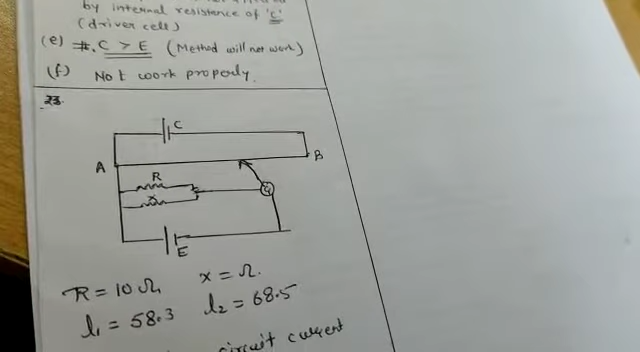 by internal resistance of 'C'
(driver cell)
(e) #. C > E (Method will not work)
(f) Not work properly.
23.
C
A
B
R
X
G
E
R = 10 Ω, x = Ω.
l₁ = 58.3 l₂ = 68.5
circuit current